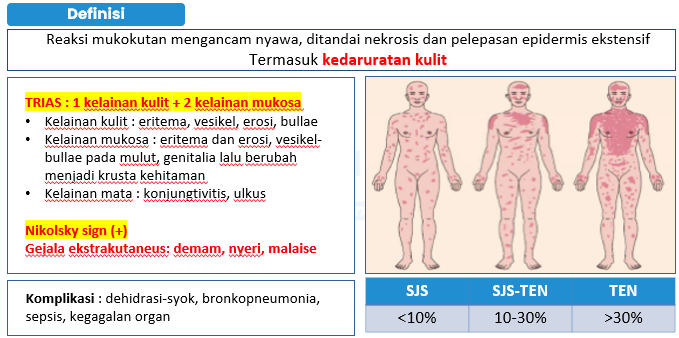 Definisi
Reaksi mukokutan mengancam nyawa, ditandai nekrosis dan pelepasan epidermis ekstensif
Termasuk kedaruratan kulit
TRIAS : 1 kelainan kulit + 2 kelainan mukosa
• Kelainan kulit : eritema, vesikel, erosi, bullae
• Kelainan mukosa : eritema dan erosi, vesikel-
bullae pada mulut, genitalia lalu berubah
menjadi krusta kehitaman
• Kelainan mata : konjungtivitis, ulkus
Nikolsky sign (+)
Gejala ekstrakutaneus: demam, nyeri, malaise
Komplikasi : dehidrasi-syok, bronkopneumonia,
sepsis, kegagalan organ
SJS SJS-TEN TEN
<10% 10-30% >30%